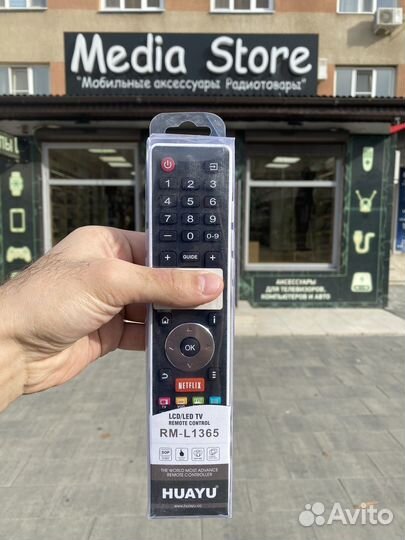 Media Store
"Мобильные аксессуары Радиотовары"
1 2 3
4 5 6
7 8 9
— 0 0-9
+ GUIDE +
i
OK
NETFLIX
LCD/LED TV
REMOTE CONTROL
RM-L1365
THE WORLD MOST ADVANCE
REMOTE CONTROLLER
HUAYU
АКСЕССУАРЫ
ДЛЯ ТЕЛЕВИЗОРОВ,
КОМПЬЮТЕРОВ И АВТО
Avito